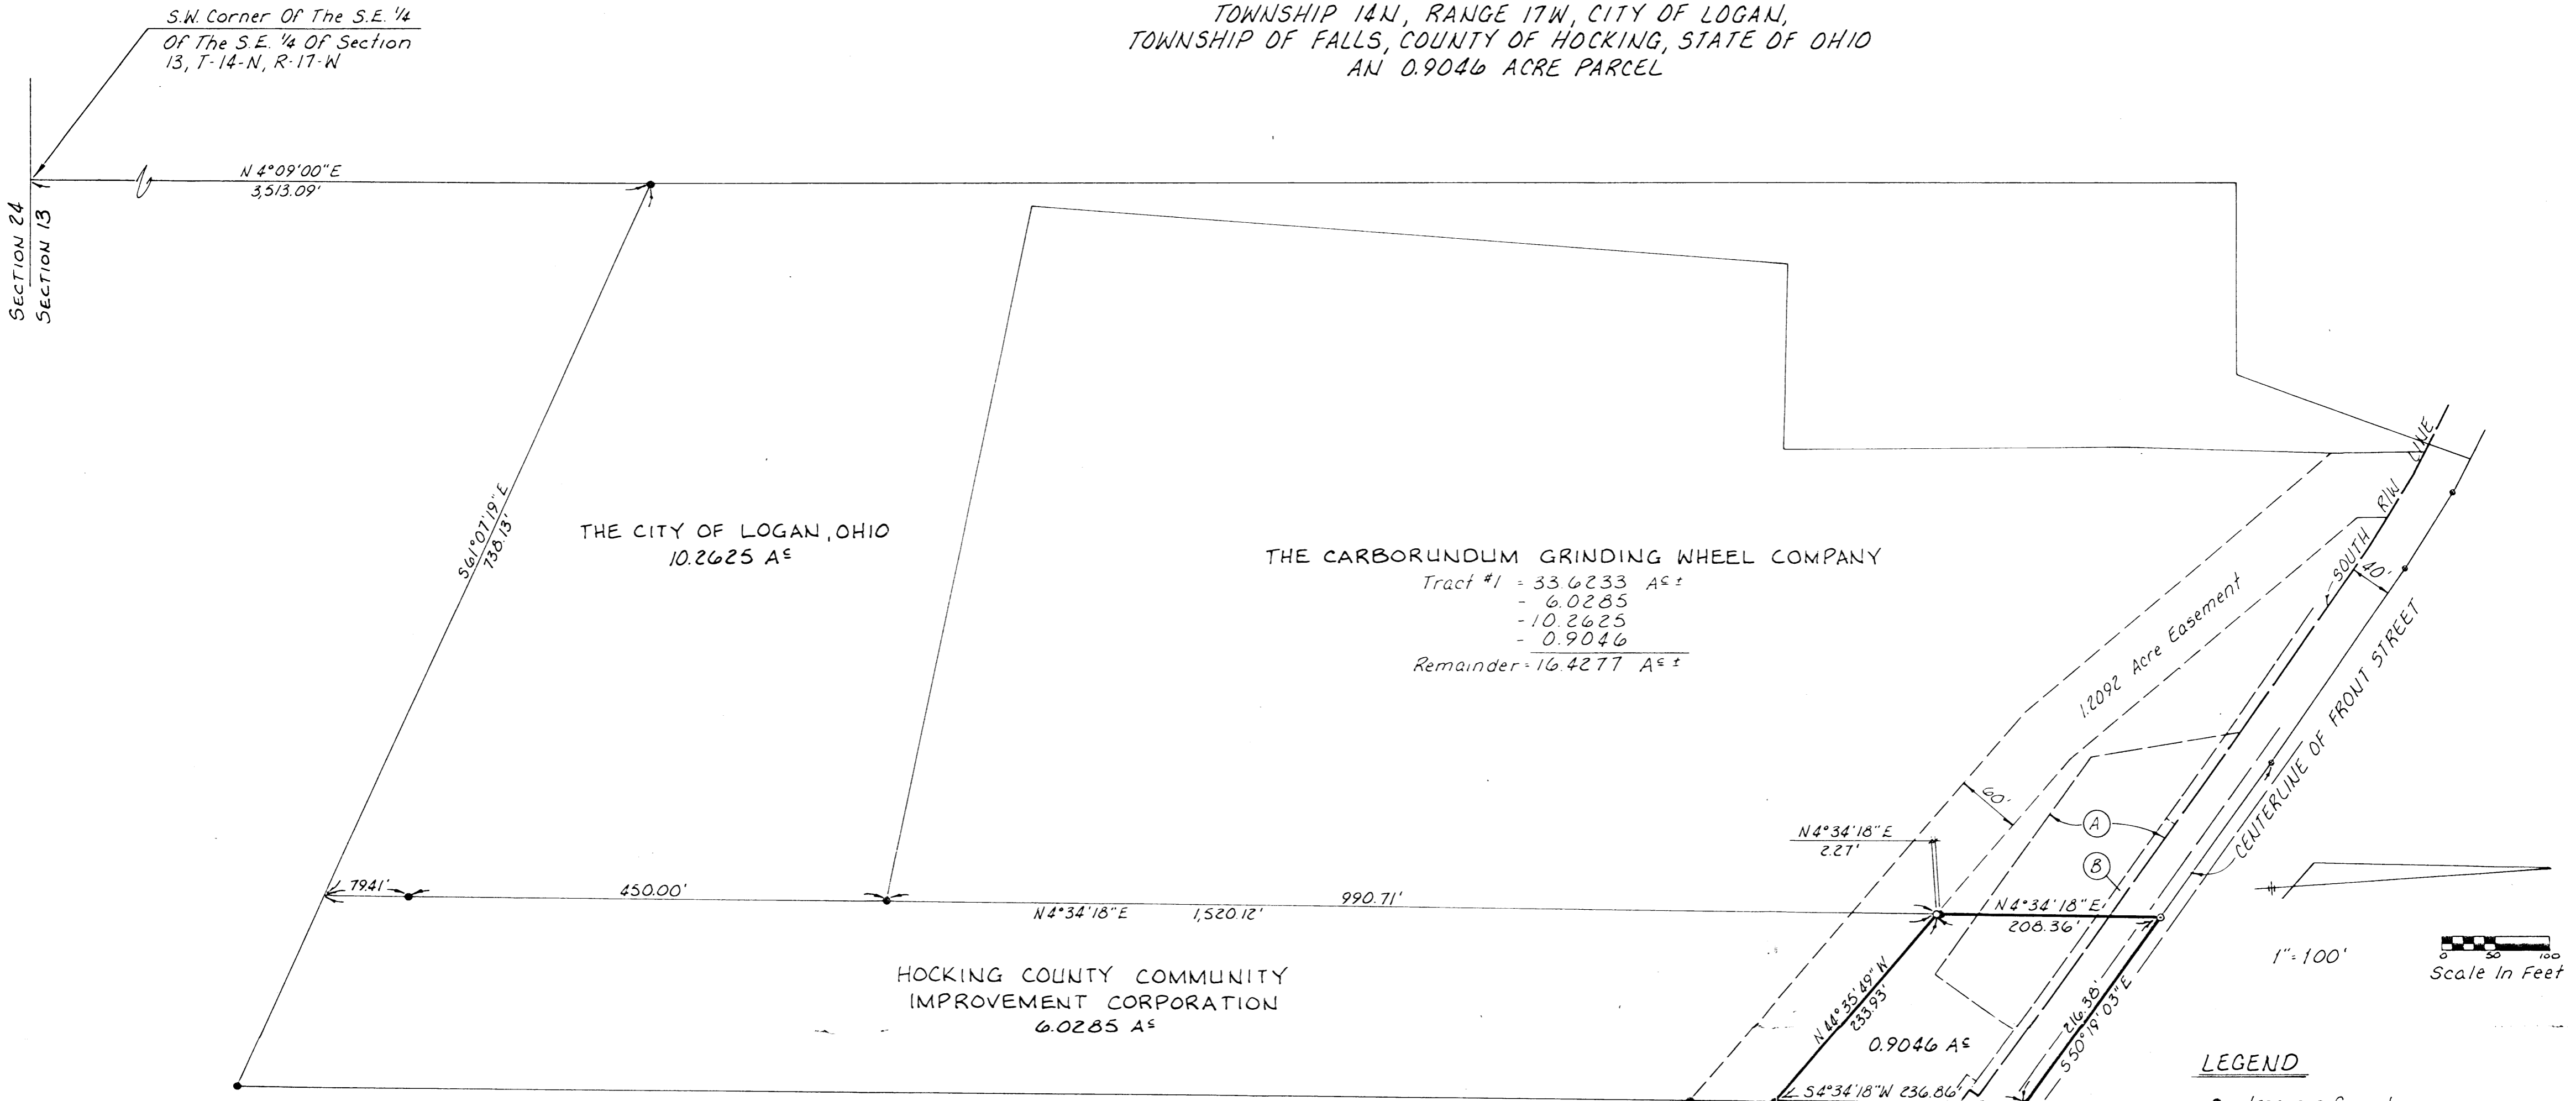 S.W. Corner Of The S.E. 1/4
Of The S.E. 1/4 Of Section
13, T-14-N, R-17-W
TOWNSHIP 14N, RANGE 17W, CITY OF LOGAN,
TOWNSHIP OF FALLS, COUNTY OF HOCKING, STATE OF OHIO
AN 0.9046 ACRE PARCEL
N 4°09'00"E
3,513.09'
SECTION 24
SECTION 13
S61°07'19"E
738.13'
THE CITY OF LOGAN, OHIO
10.2625 Ac
THE CARBORUNDUM GRINDING WHEEL COMPANY
Tract #1 = 33.6233 Ac ±
- 6.0285
-10.2625
- 0.9046
Remainder = 16.4277 Ac ±
SOUTH R/W LINE
40'
1.2092 Acre Easement
CENTERLINE OF FRONT STREET
60'
A
B
N4°34'18"E
2.27'
79.41'
450.00'
990.71'
N4°34'18"E 1,520.12'
N4°34'18"E
208.36'
HOCKING COUNTY COMMUNITY
IMPROVEMENT CORPORATION
6.0285 Ac
N 44°35'49"W
233.93'
0.9046 Ac
216.38'
S50°19'03"E
S4°34'18"W 236.86'
1"=100'
0 50 100
Scale In Feet
LEGEND